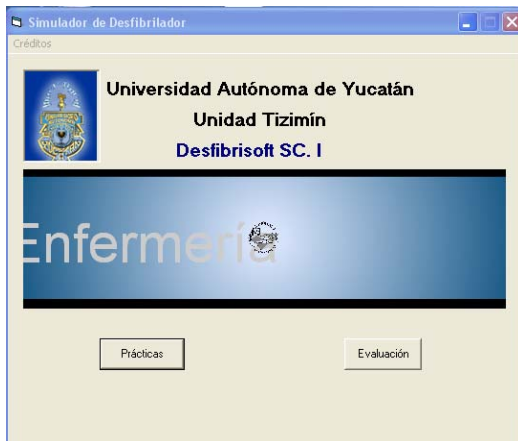 Simulador de Desfibrilador
Créditos
Universidad Autónoma de Yucatán
Unidad Tizimín
Desfibrisoft SC. I
Enfermería
Prácticas
Evaluación